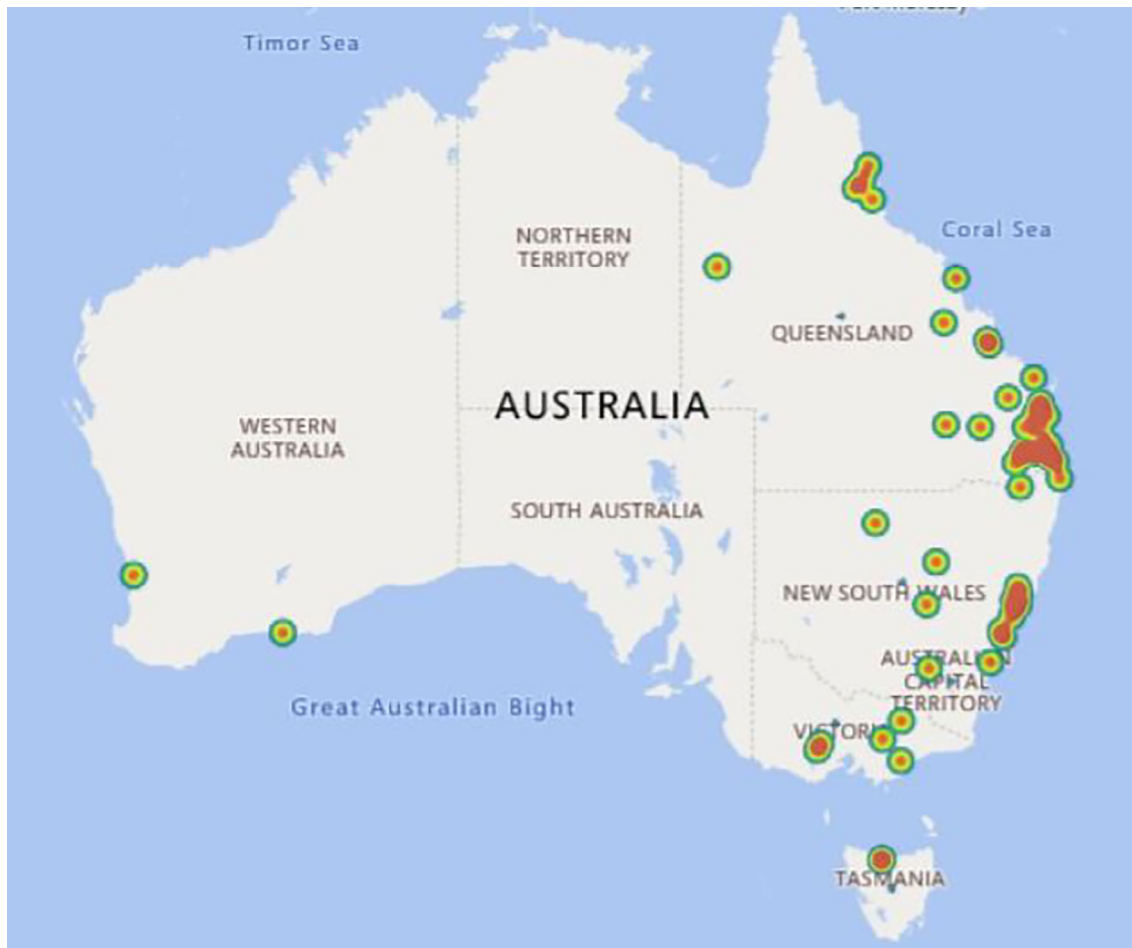 Timor Sea
Coral Sea
NORTHERN
TERRITORY
QUEENSLAND
AUSTRALIA
WESTERN
AUSTRALIA
SOUTH AUSTRALIA
NEW SOUTH WALES
AUSTRALIAN
CAPITAL
TERRITORY
Great Australian Bight
VICTORIA
TASMANIA